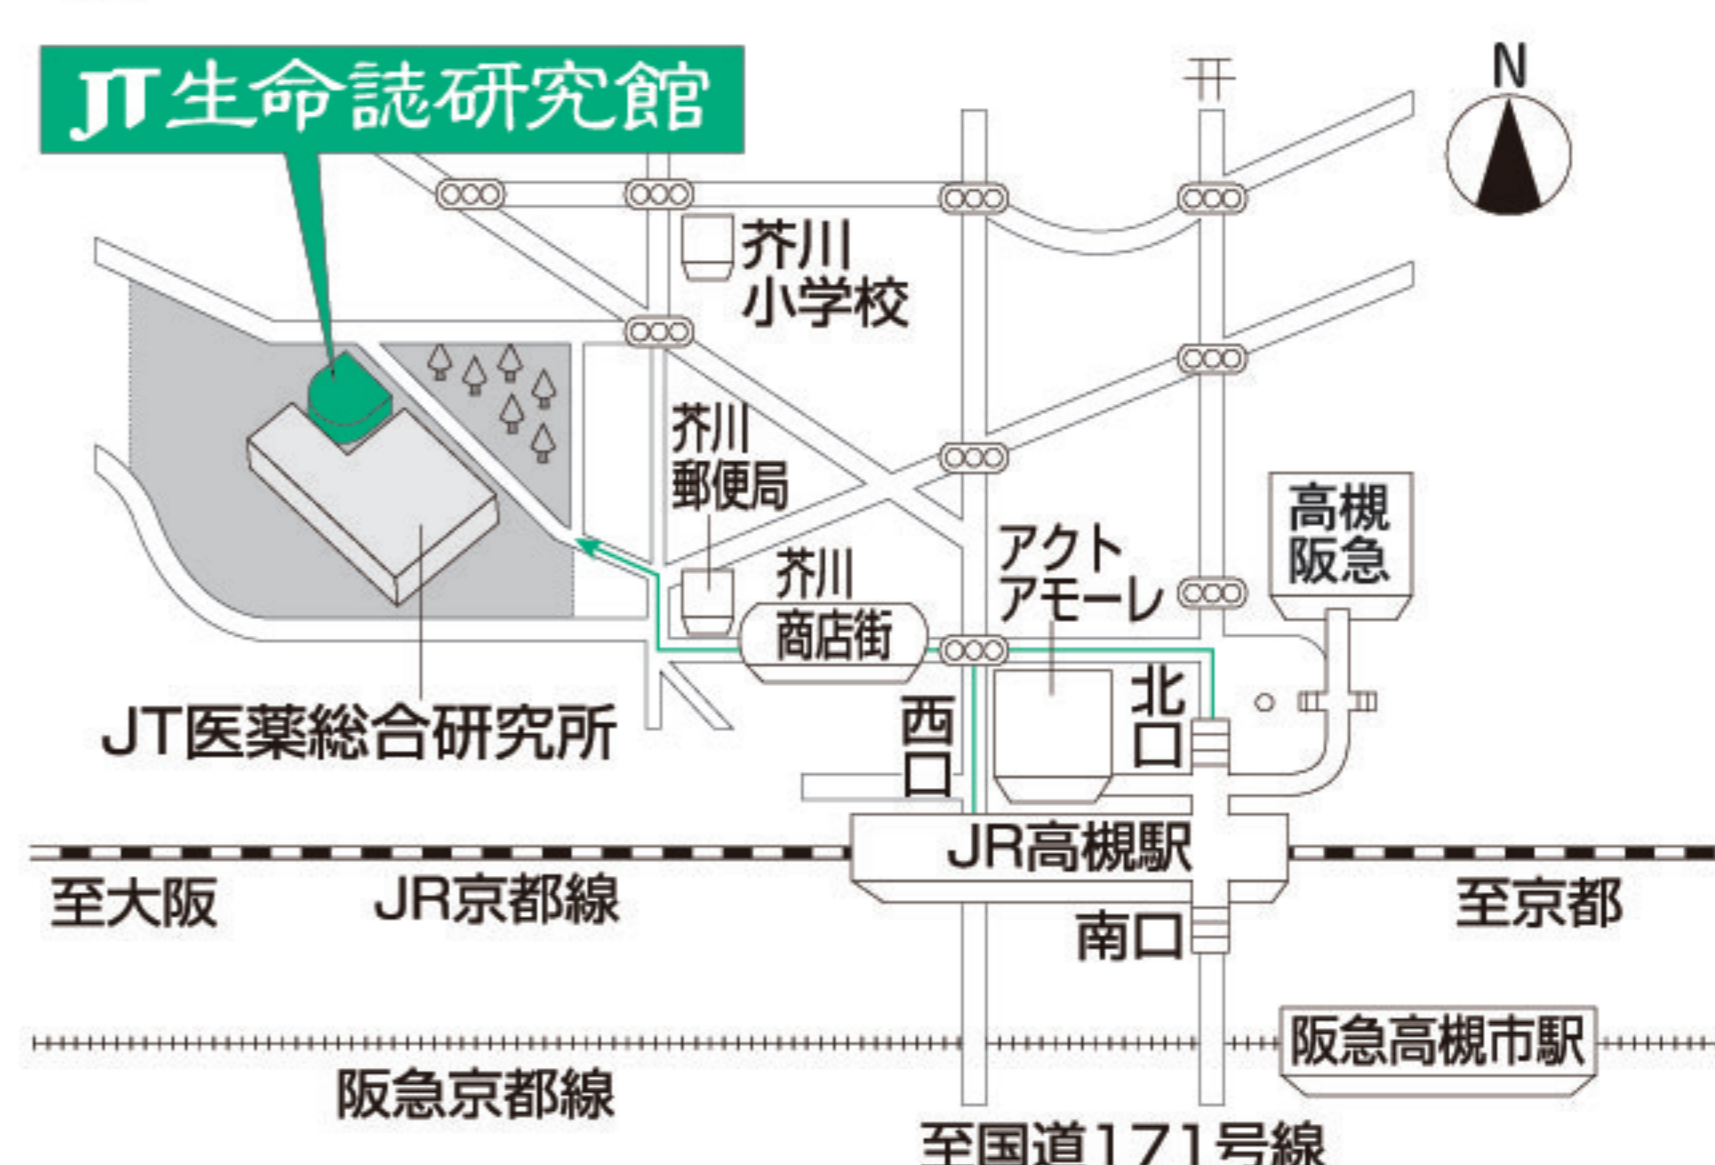 JT生命誌研究館
N
芥川
小学校
芥川
郵便局
高槻
阪急
アクト
アモーレ
芥川
商店街
JT医薬総合研究所
西口
北口
JR高槻駅
至大阪
JR京都線
至京都
南口
阪急高槻市駅
阪急京都線
至国道171号線